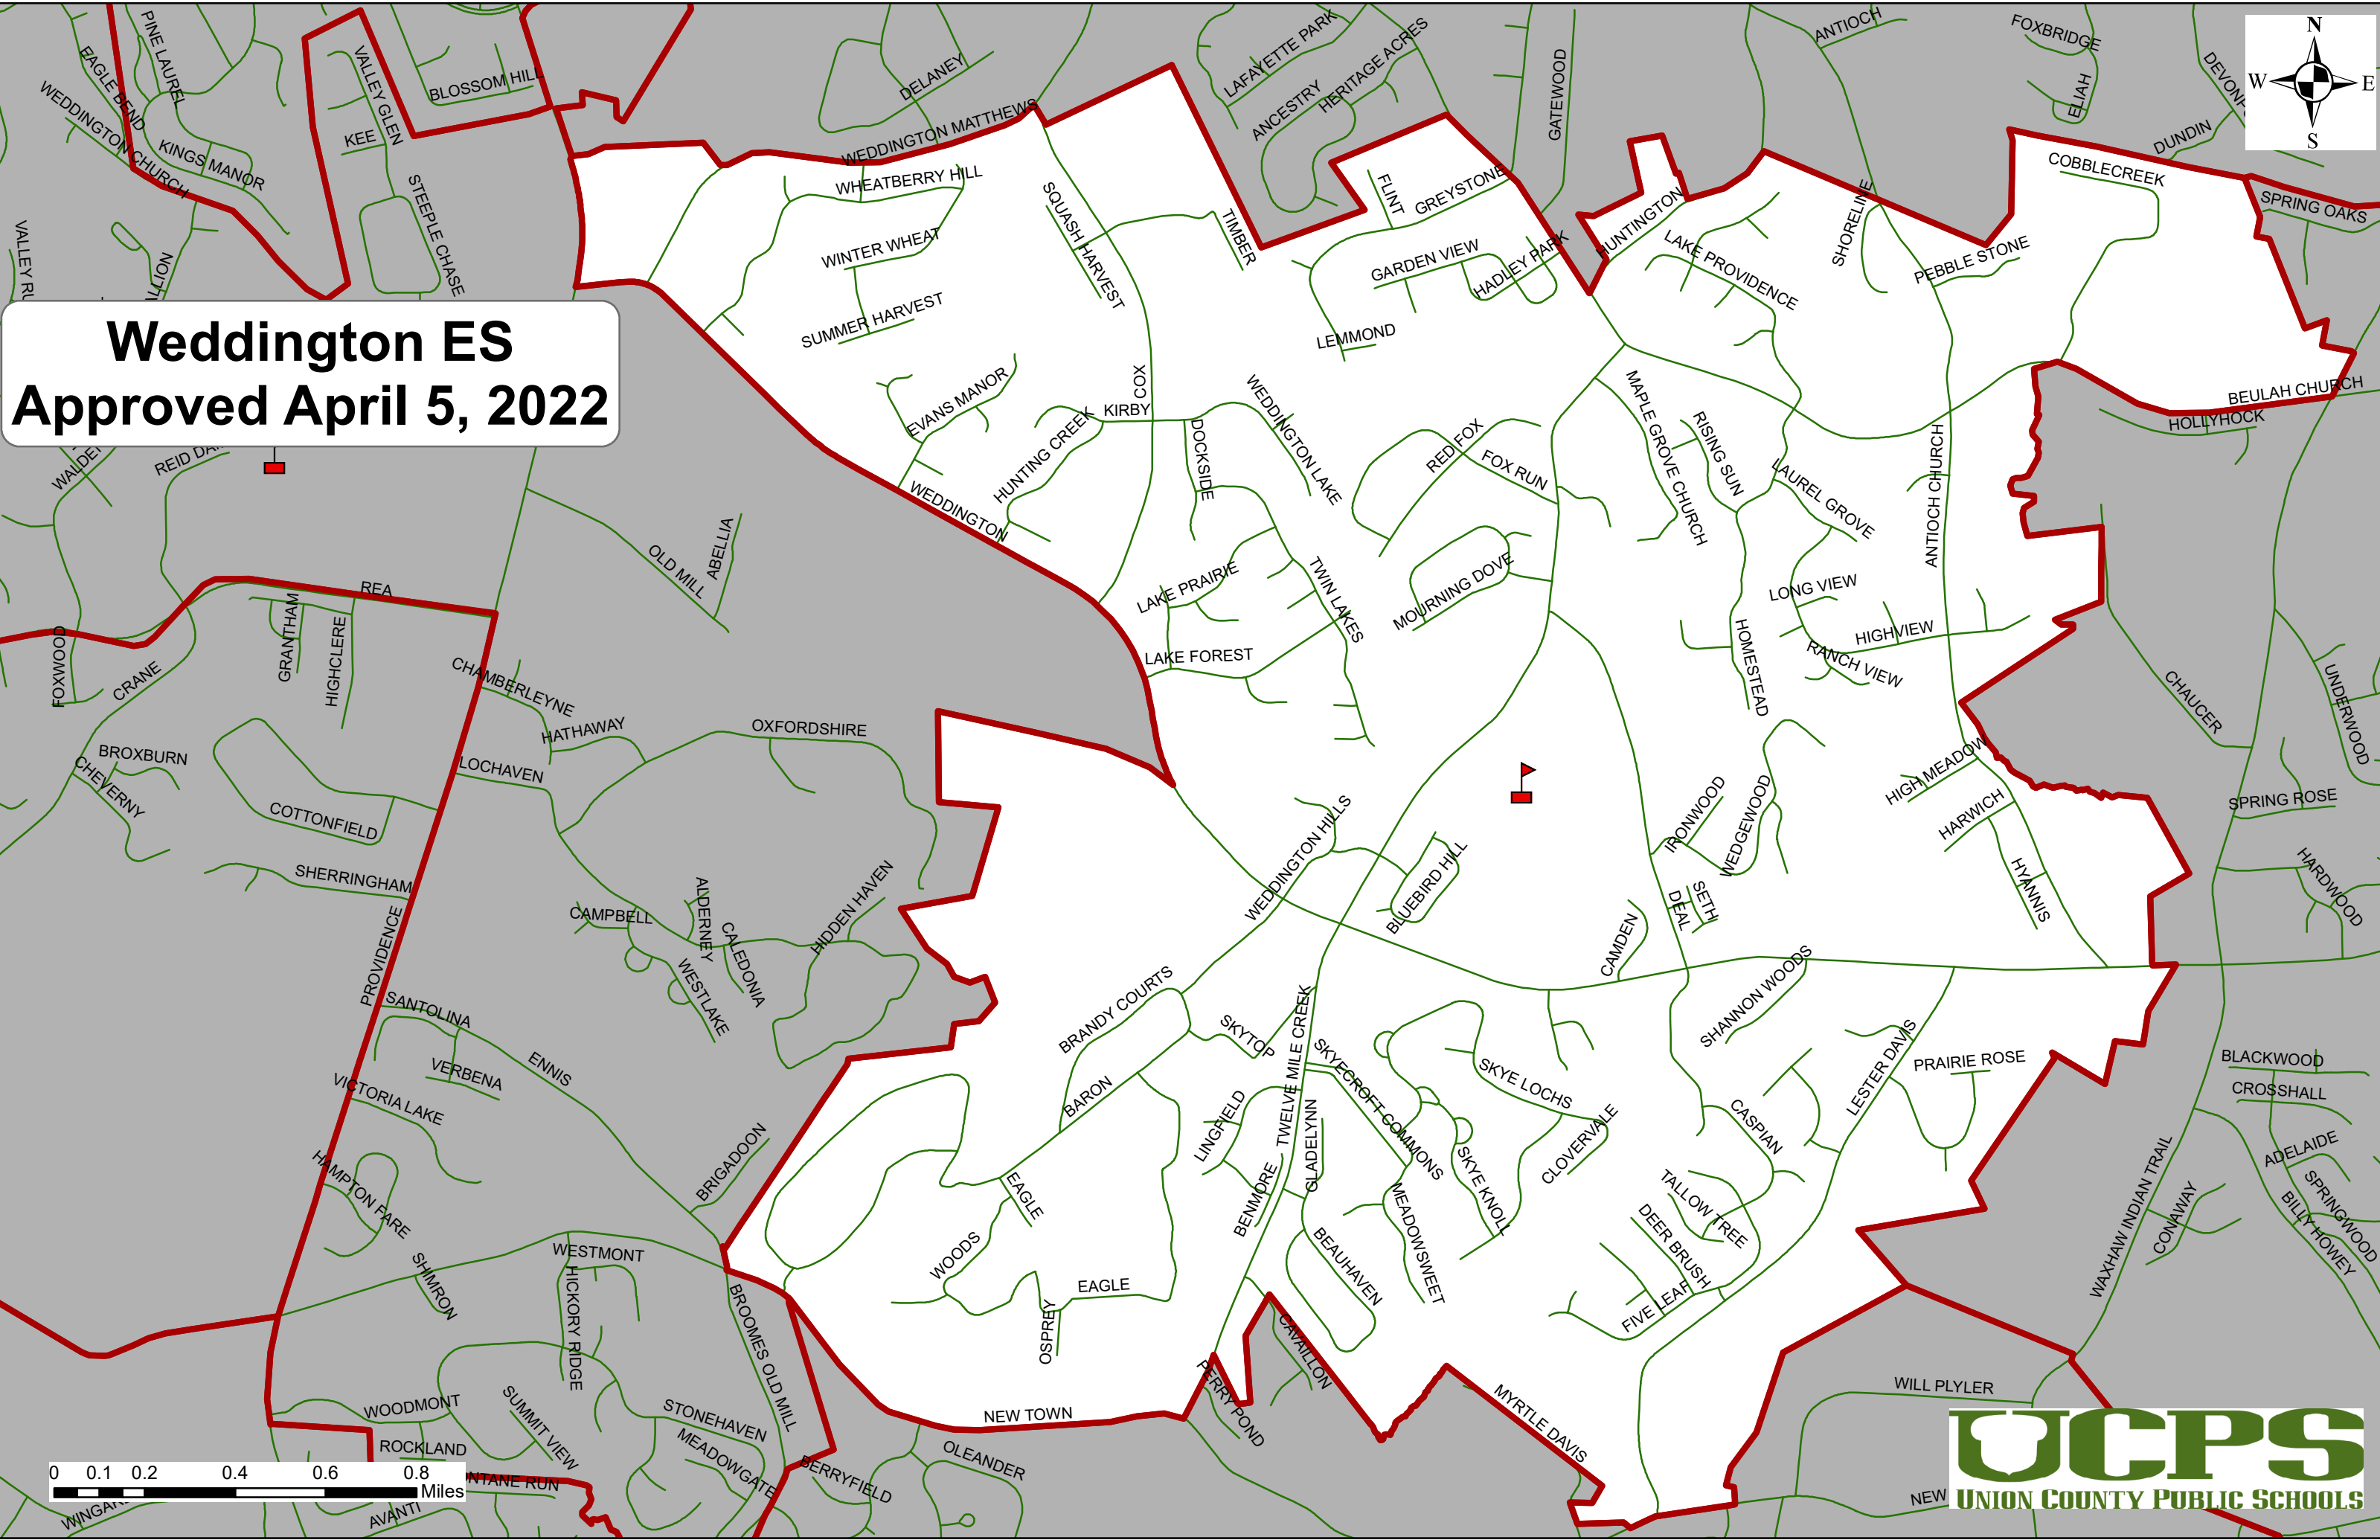 Weddington ES
Approved April 5, 2022
N
W
E
S
EAGLE BEND
PINE LAUREL
WEDDINGTON CHURCH
KINGS MANOR
VALLEY GLEN
KEE
BLOSSOM HILL
STEEPLE CHASE
DELANEY
WEDDINGTON MATTHEWS
LAFAYETTE PARK
ANCESTRY
HERITAGE ACRES
GATEWOOD
ANTIOCH
FOXBRIDGE
ELIAH
DUNDIN
COBBLECREEK
SPRING OAKS
WHEATBERRY HILL
WINTER WHEAT
SUMMER HARVEST
SQUASH HARVEST
TIMBER
FLINT
GREYSTONE
GARDEN VIEW
HADLEY PARK
HUNTINGTON
LEMMOND
LAKE PROVIDENCE
SHORELINE
PEBBLE STONE
BEULAH CHURCH
HOLLYHOCK
EVANS MANOR
HUNTING CREEK
COX
KIRBY
DOCKSIDE
WEDDINGTON LAKE
RED FOX
FOX RUN
MAPLE GROVE CHURCH
RISING SUN
LAUREL GROVE
ANTIOCH CHURCH
WEDDINGTON
OLD MILL
ABELLIA
LAKE PRAIRIE
TWIN LAKES
MOURNING DOVE
LONG VIEW
HIGHVIEW
RANCH VIEW
HOMESTEAD
LAKE FOREST
CHAUCER
UNDERWOOD
REA
FOXWOOD
CRANE
GRANTHAM
HIGHCLERE
CHAMBERLEYNE
HATHAWAY
OXFORDSHIRE
LOCHAVEN
BROXBURN
CHEVERNY
COTTONFIELD
SHERRINGHAM
PROVIDENCE
CAMPBELL
ALDERNEY
CALEDONIA
HIDDEN HAVEN
WESTLAKE
WEDDINGTON HILLS
BLUEBIRD HILL
IRONWOOD
WEDGEWOOD
HIGH MEADOW
HARWICH
HYANNIS
SPRING ROSE
HARDWOOD
SETH
DEAL
CAMDEN
SHANNON WOODS
SANTOLINA
VERBENA
ENNIS
VICTORIA LAKE
HAMPTON FARE
BRIGADOON
BRANDY COURTS
SKYTOP
BARON
TWELVE MILE CREEK
SKYECROFT COMMONS
SKYE LOCHS
LESTER DAVIS
PRAIRIE ROSE
BLACKWOOD
CROSSHALL
ADELAIDE
SPRINGWOOD
BILLY HOWEY
CONAWAY
WAXHAW INDIAN TRAIL
LINGFIELD
GLADELYNN
BENMORE
SKYE KNOLL
CLOVERVALE
CASPIAN
TALLOW TREE
DEER BRUSH
FIVE LEAF
MEADOWSWEET
BEAUHAVEN
EAGLE
WOODS
EAGLE
OSPREY
CAVAILLON
PERRY POND
NEW TOWN
MYRTLE DAVIS
WILL PLYLER
NEW
SHIMRON
WESTMONT
HICKORY RIDGE
BROOMES OLD MILL
WOODMONT
ROCKLAND
SUMMIT VIEW
STONEHAVEN
MEADOWGATE
BERRYFIELD
OLEANDER
AVANTI
0 0.1 0.2 0.4 0.6 0.8
Miles
UCPS
UNION COUNTY PUBLIC SCHOOLS